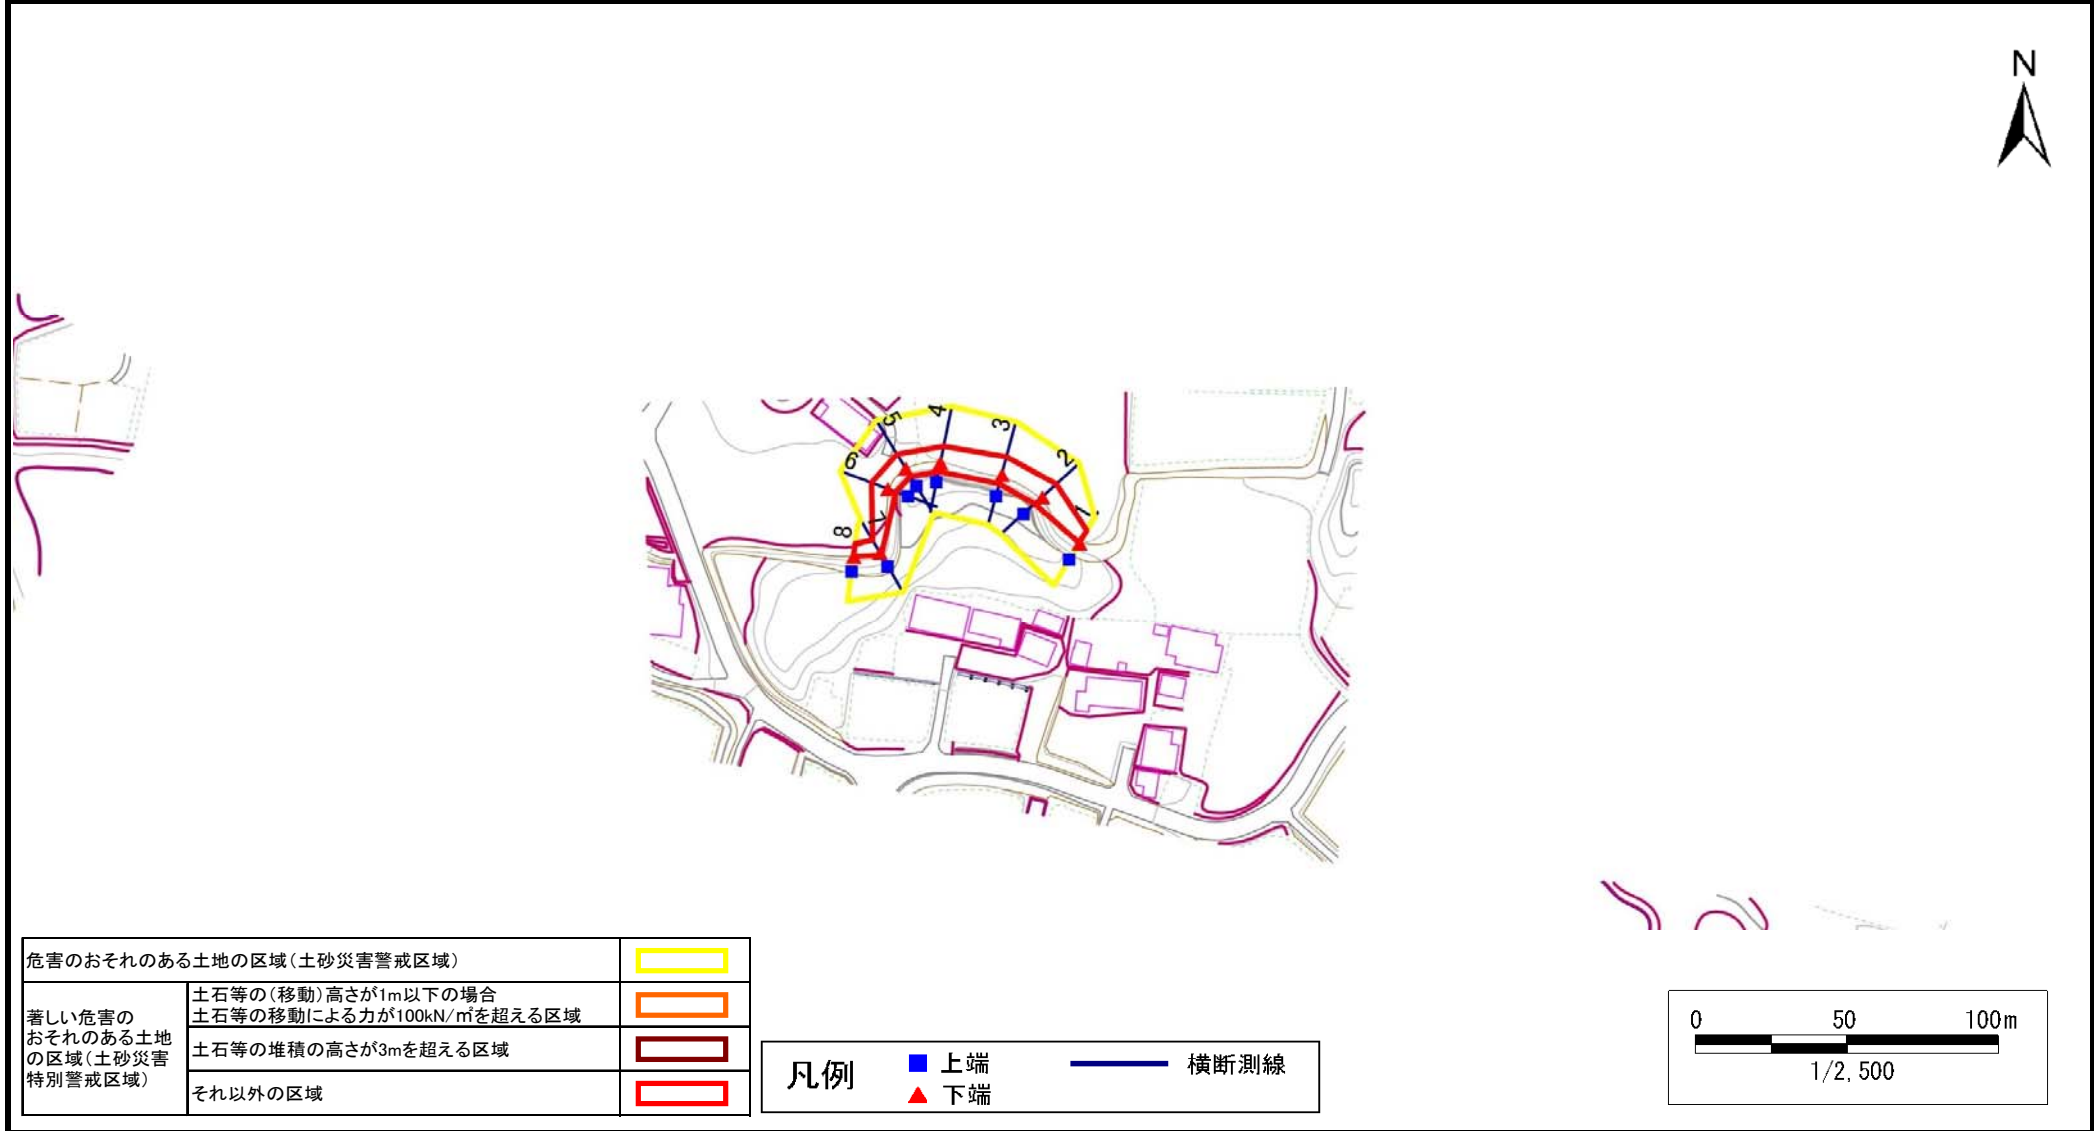 N
5
4
3
2
1
6
7
8
危害のおそれのある土地の区域(土砂災害警戒区域)
著しい危害の
おそれのある土地
の区域(土砂災害
特別警戒区域)
土石等の(移動)高さが1m以下の場合
土石等の移動による力が100kN/㎡を超える区域
土石等の堆積の高さが3mを超える区域
それ以外の区域
凡例
上端
下端
横断測線
0 50 100m
1/2,500